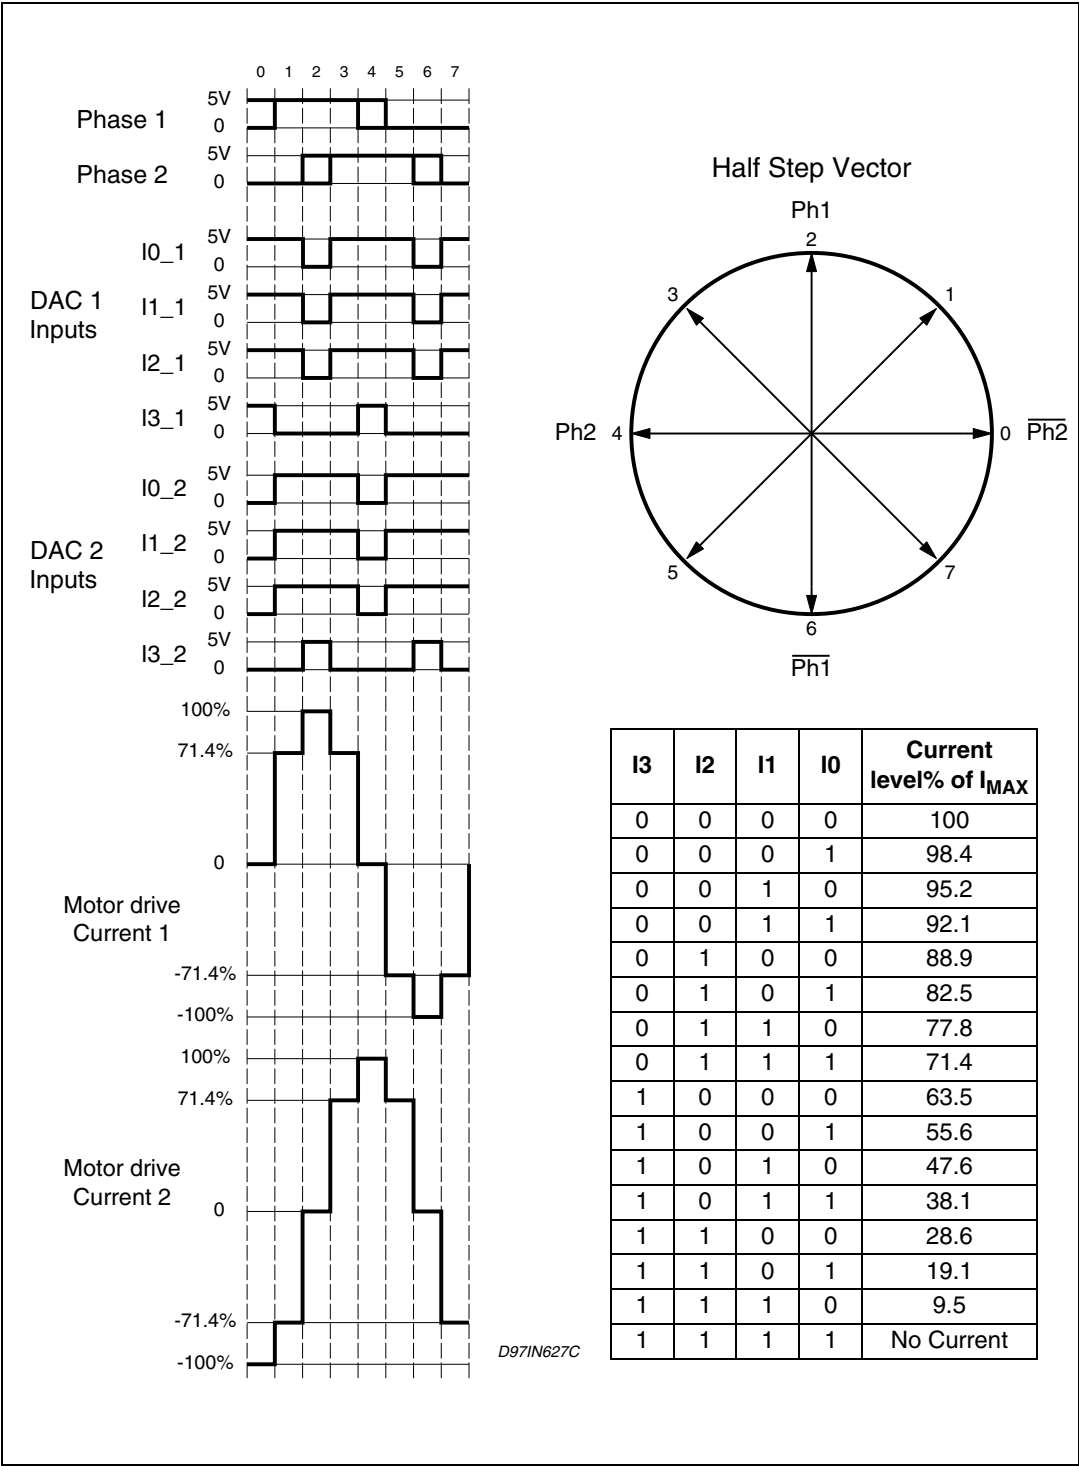 0 1 2 3 4 5 6 7
Phase 1
5V
0
Phase 2
5V
0
DAC 1
Inputs
I0_1
5V
0
I1_1
5V
0
I2_1
5V
0
I3_1
5V
0
DAC 2
Inputs
I0_2
5V
0
I1_2
5V
0
I2_2
5V
0
I3_2
5V
0
Motor drive
Current 1
100%
71.4%
0
-71.4%
-100%
Motor drive
Current 2
100%
71.4%
0
-71.4%
-100%
D97IN627C
Half Step Vector
Ph1
2
3
1
Ph2 4
0 P̅h̅2̅
5
7
6
P̅h̅1̅
I3 I2 I1 I0 Current level% of IMAX
0 0 0 0 100
0 0 0 1 98.4
0 0 1 0 95.2
0 0 1 1 92.1
0 1 0 0 88.9
0 1 0 1 82.5
0 1 1 0 77.8
0 1 1 1 71.4
1 0 0 0 63.5
1 0 0 1 55.6
1 0 1 0 47.6
1 0 1 1 38.1
1 1 0 0 28.6
1 1 0 1 19.1
1 1 1 0 9.5
1 1 1 1 No Current